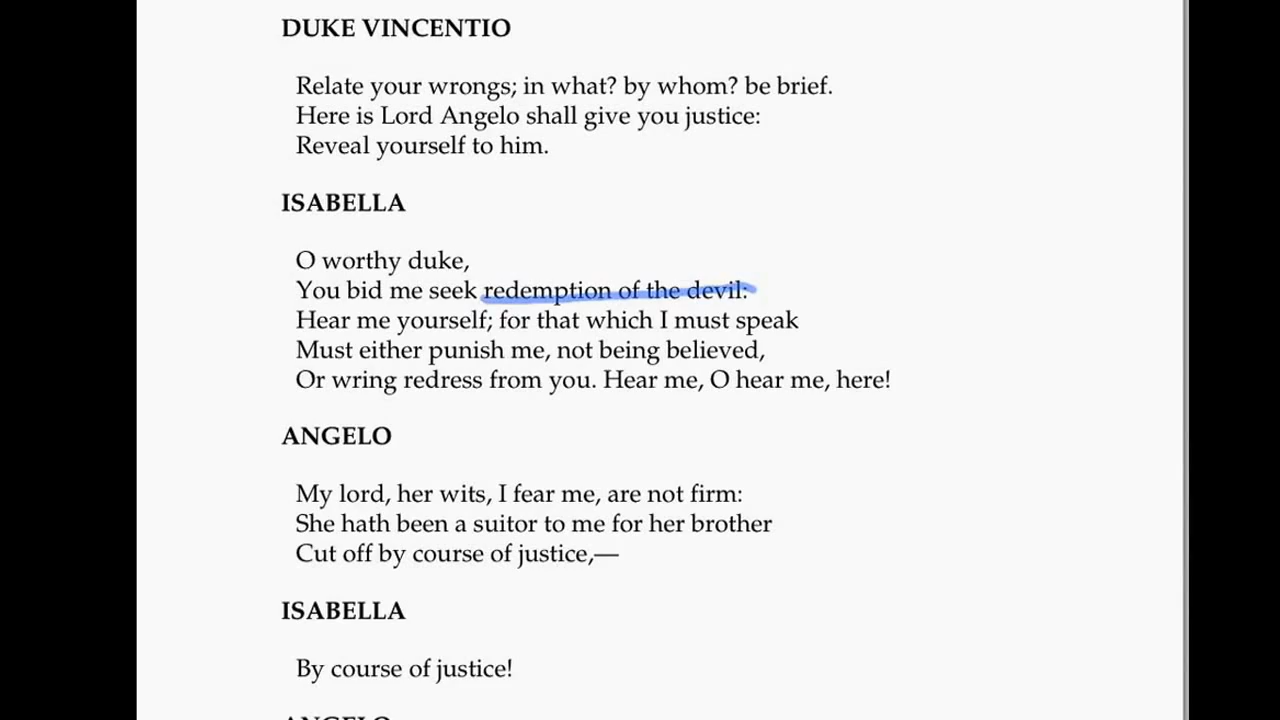 DUKE VINCENTIO
Relate your wrongs; in what? by whom? be brief.
Here is Lord Angelo shall give you justice:
Reveal yourself to him.
ISABELLA
O worthy duke,
You bid me seek redemption of the devil:
Hear me yourself; for that which I must speak
Must either punish me, not being believed,
Or wring redress from you. Hear me, O hear me, here!
ANGELO
My lord, her wits, I fear me, are not firm:
She hath been a suitor to me for her brother
Cut off by course of justice,—
ISABELLA
By course of justice!
ANGELO